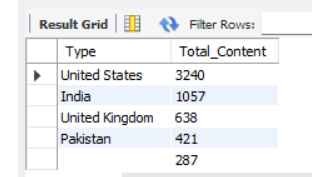 Result Grid Filter Rows:
Type Total_Content
United States 3240
India 1057
United Kingdom 638
Pakistan 421
287